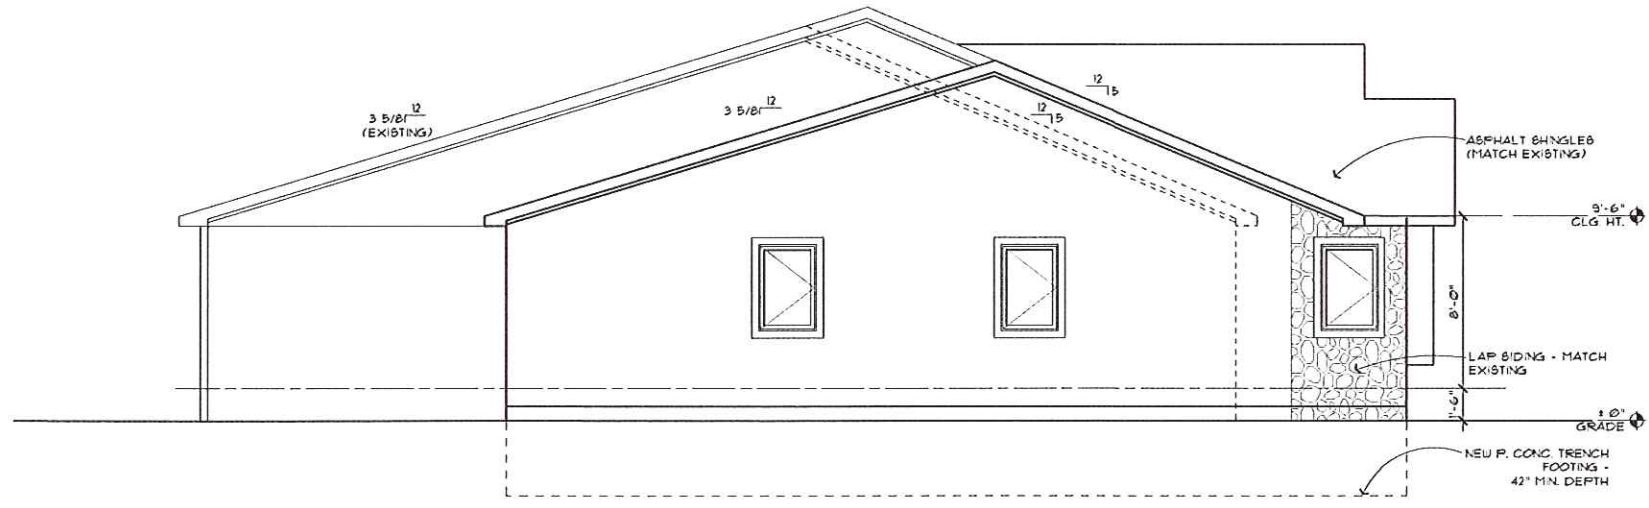 12
3 5/8
(EXISTING)
12
3 5/8
12
5
12
5
ASPHALT SHINGLES
(MATCH EXISTING)
9'-6"
CLG. HT.
8'-0"
LAP SIDING - MATCH
EXISTING
1'-6"
± 0"
GRADE
NEW P. CONC. TRENCH
FOOTING -
42" MIN. DEPTH